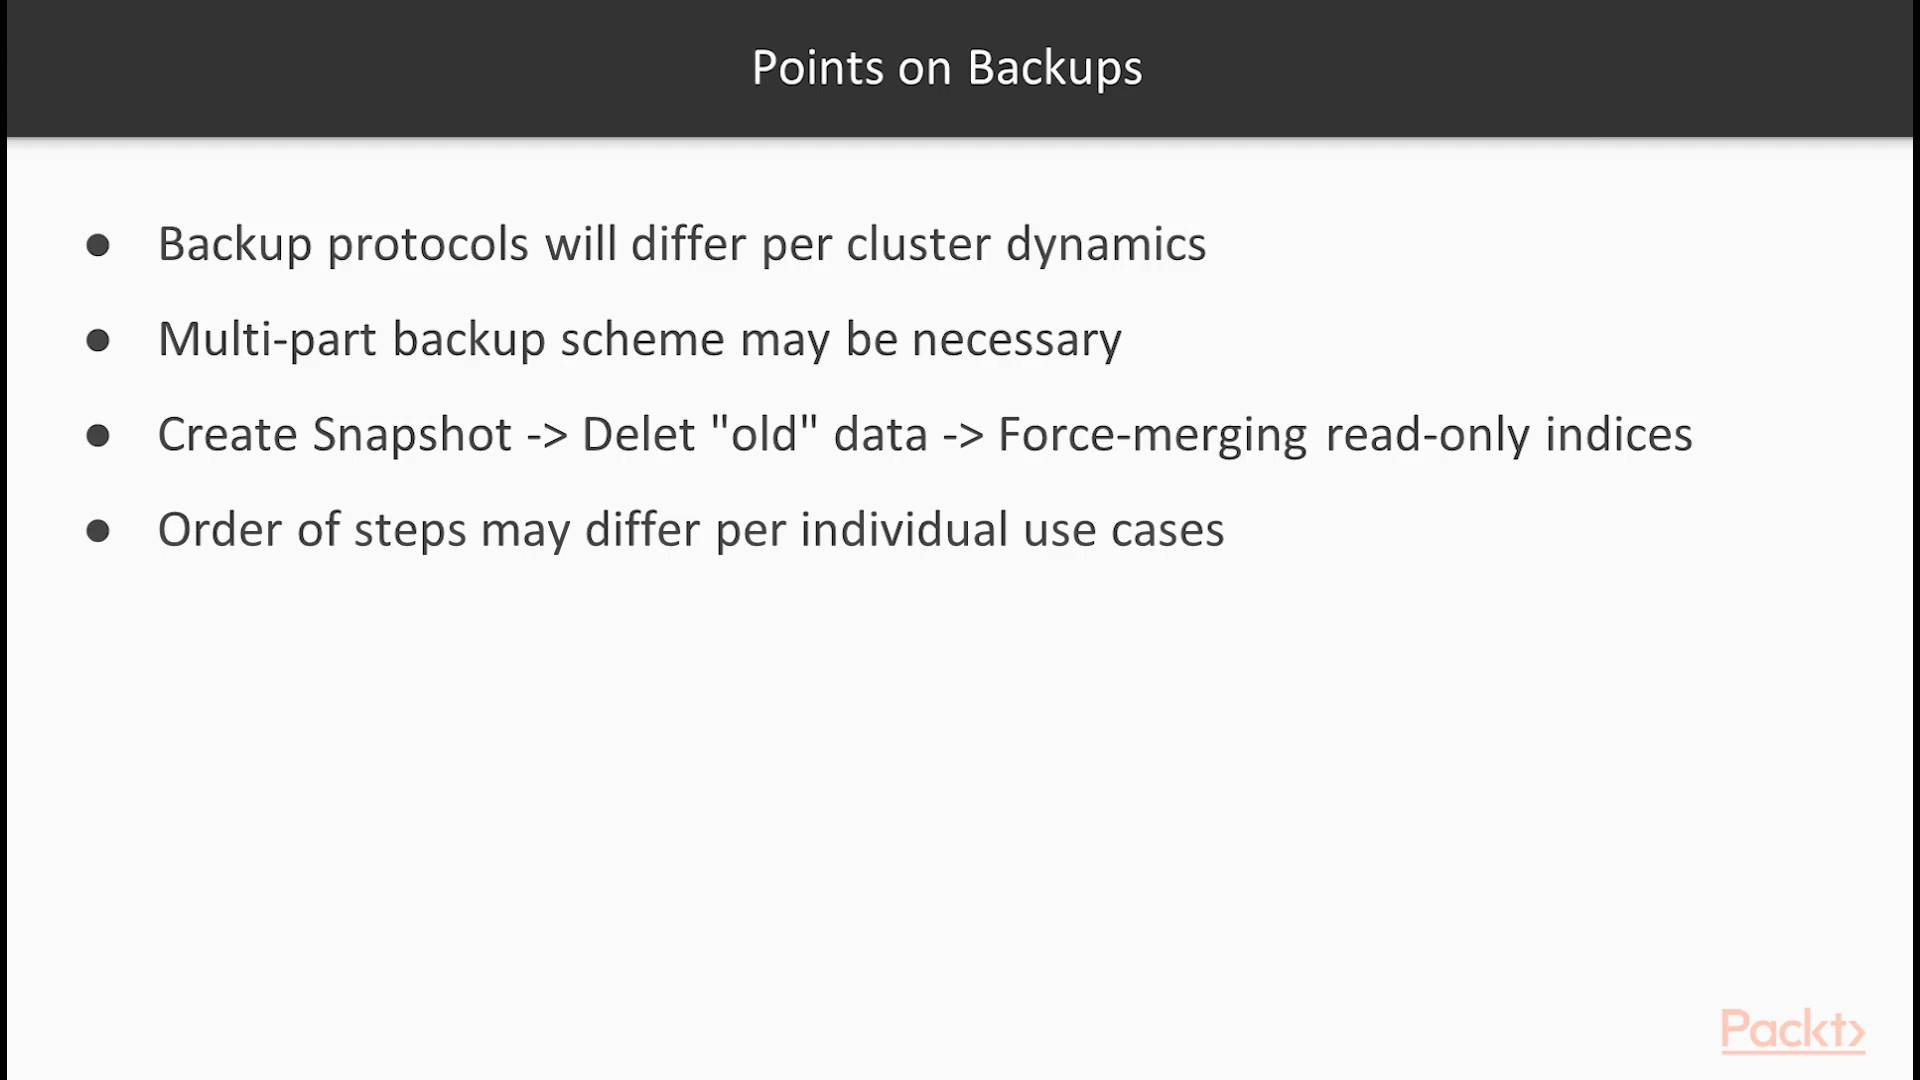 Points on Backups
● Backup protocols will differ per cluster dynamics
● Multi-part backup scheme may be necessary
● Create Snapshot -> Delet "old" data -> Force-merging read-only indices
● Order of steps may differ per individual use cases
Packt>